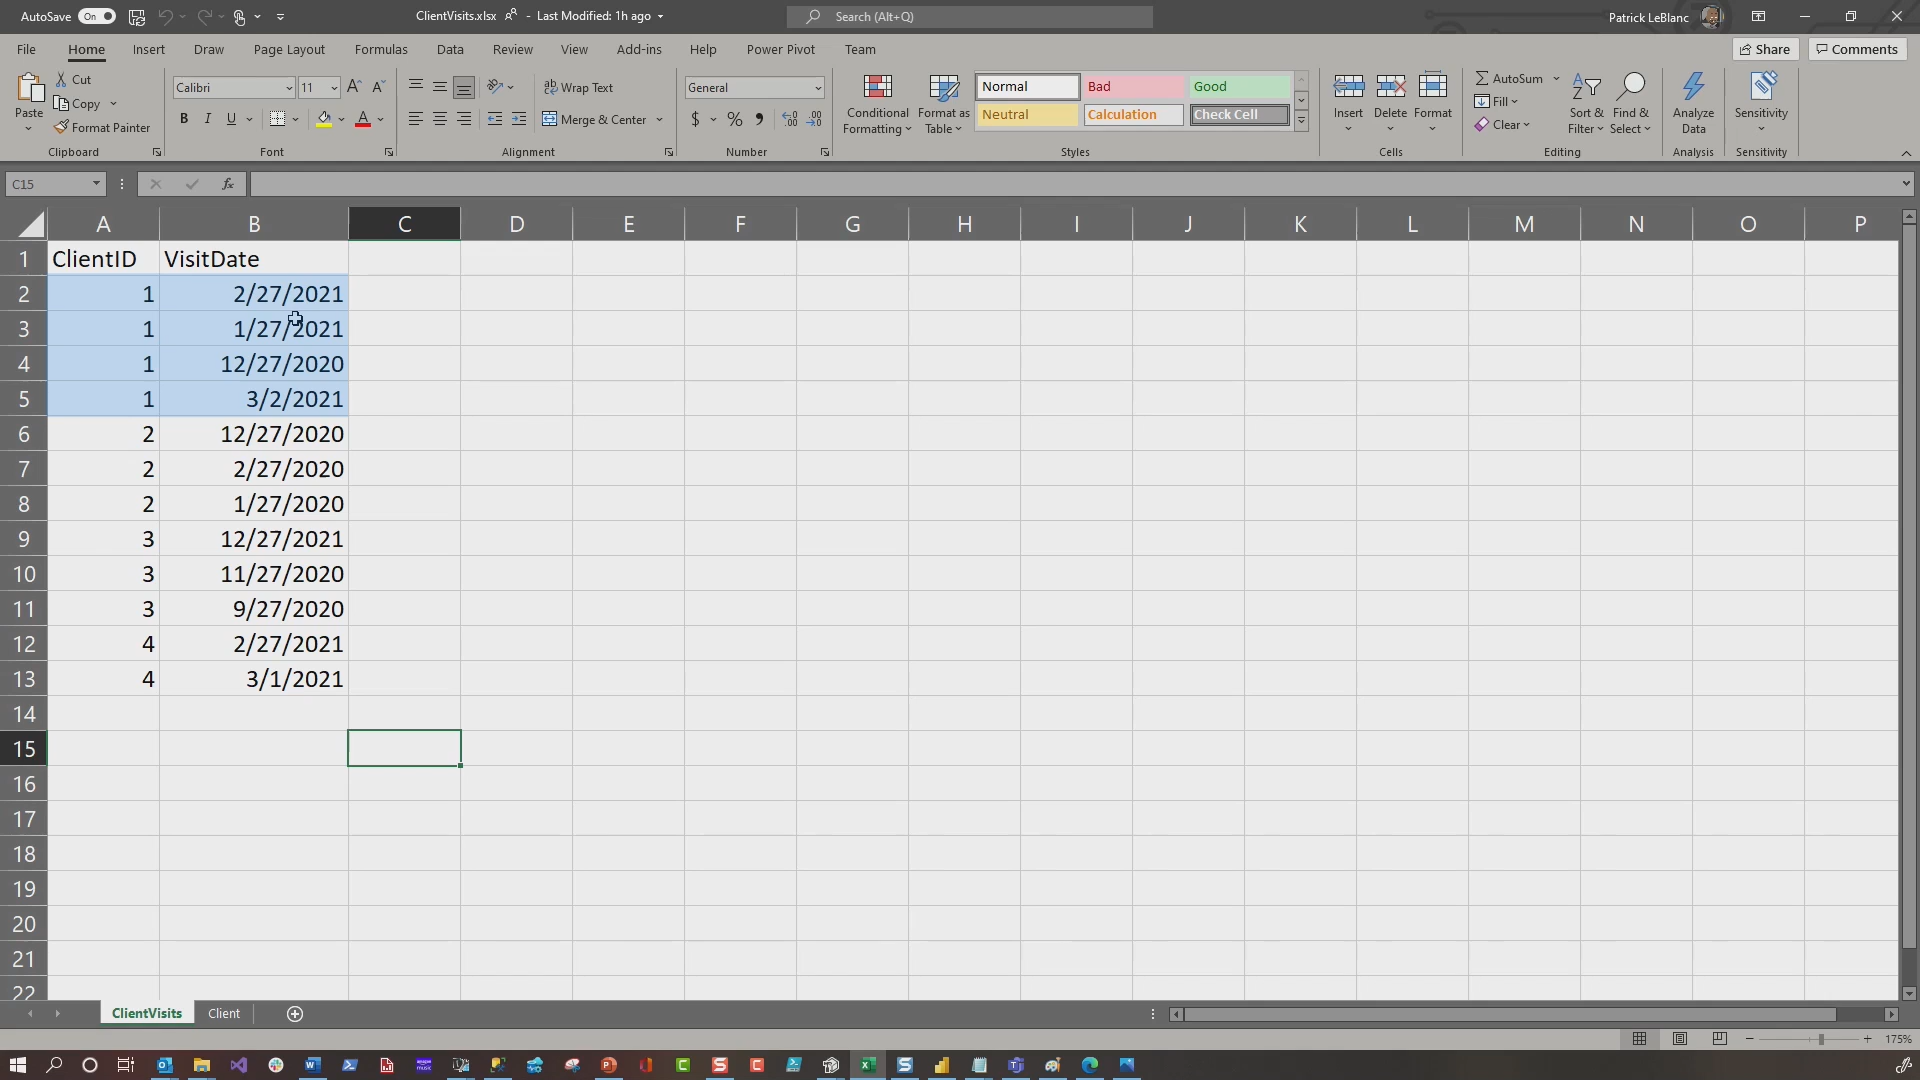 AutoSave On ClientVisits.xlsx - Last Modified: 1h ago Search (Alt+Q) Patrick LeBlanc
File Home Insert Draw Page Layout Formulas Data Review View Add-ins Help Power Pivot Team Share Comments
Paste Cut Copy Format Painter
Clipboard
Calibri 11
B I U
Font
Wrap Text
Merge & Center
Alignment
General
$ % 9
Number
Conditional Formatting
Format as Table
Normal Bad Good
Neutral Calculation Check Cell
Styles
Insert Delete Format
Cells
AutoSum
Fill
Clear
Sort & Filter
Find & Select
Editing
Analyze Data
Analysis
Sensitivity
Sensitivity
C15 fx
A B C D E F G H I J K L M N O P
1 ClientID VisitDate
2 1 2/27/2021
3 1 1/27/2021
4 1 12/27/2020
5 1 3/2/2021
6 2 12/27/2020
7 2 2/27/2020
8 2 1/27/2020
9 3 12/27/2021
10 3 11/27/2020
11 3 9/27/2020
12 4 2/27/2021
13 4 3/1/2021
14
15
16
17
18
19
20
21
22
ClientVisits Client
175%